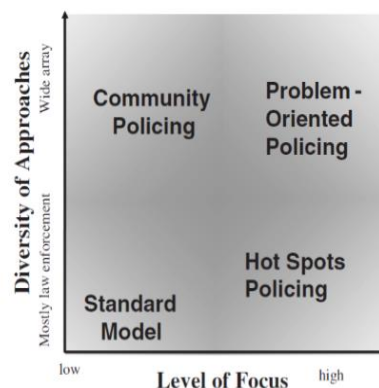 Diversity of Approaches
Wide array
Mostly law enforcement
Community
Policing
Problem -
Oriented
Policing
Hot Spots
Policing
Standard
Model
low
high
Level of Focus